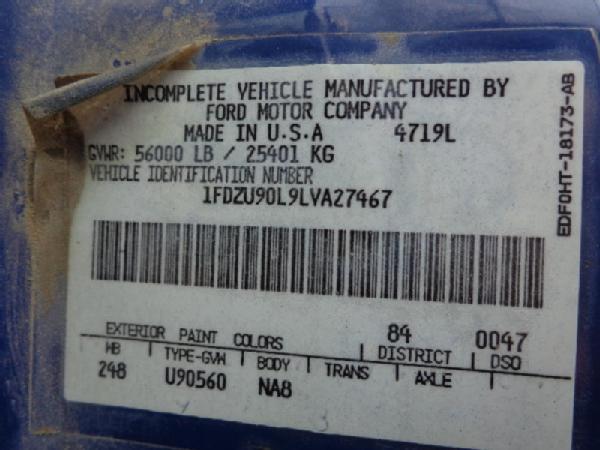 INCOMPLETE VEHICLE MANUFACTURED BY
FORD MOTOR COMPANY
MADE IN U.S.A 4719L
GVWR: 56000 LB / 25401 KG
VEHICLE IDENTIFICATION NUMBER
1FDZU90L9LVA27467
EXTERIOR PAINT COLORS 84 0047
WB TYPE-GVW BODY TRANS AXLE DISTRICT DSO
248 U90560 NA8
EDF0HT-18173-AB